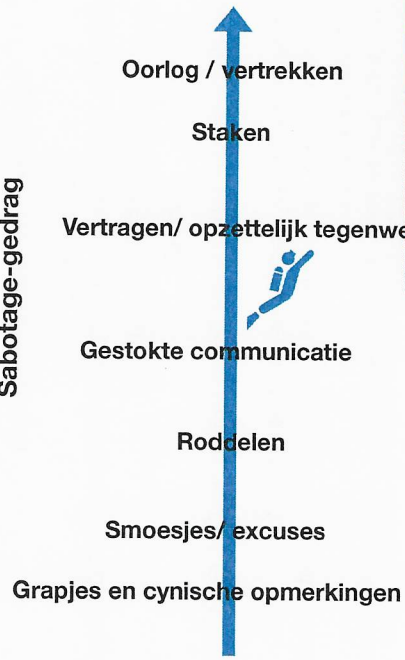 Oorlog / vertrekken
Staken
Sabotage-gedrag
Vertragen/ opzettelijk tegenwe
Gestokte communicatie
Roddelen
Smoesjes/ excuses
Grapjes en cynische opmerkingen